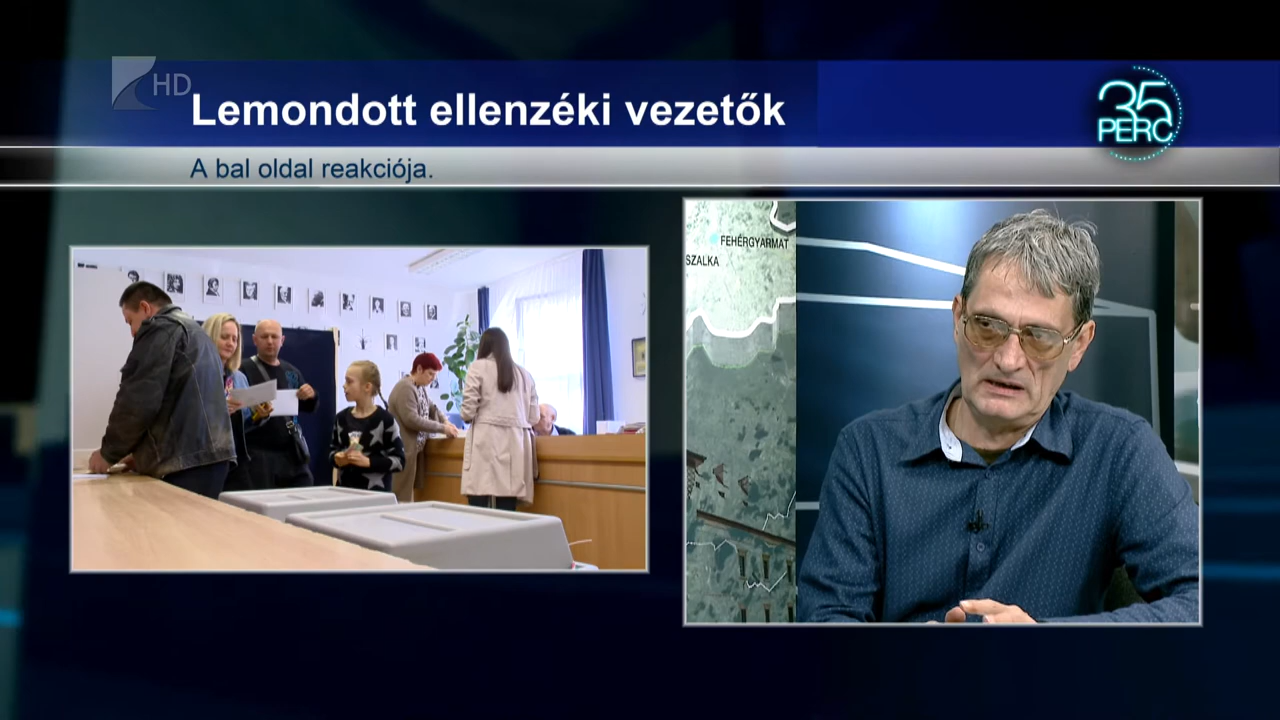 HD
Lemondott ellenzéki vezetők
35
PERC
A bal oldal reakciója.
FEHÉRGYARMAT
SZALKA